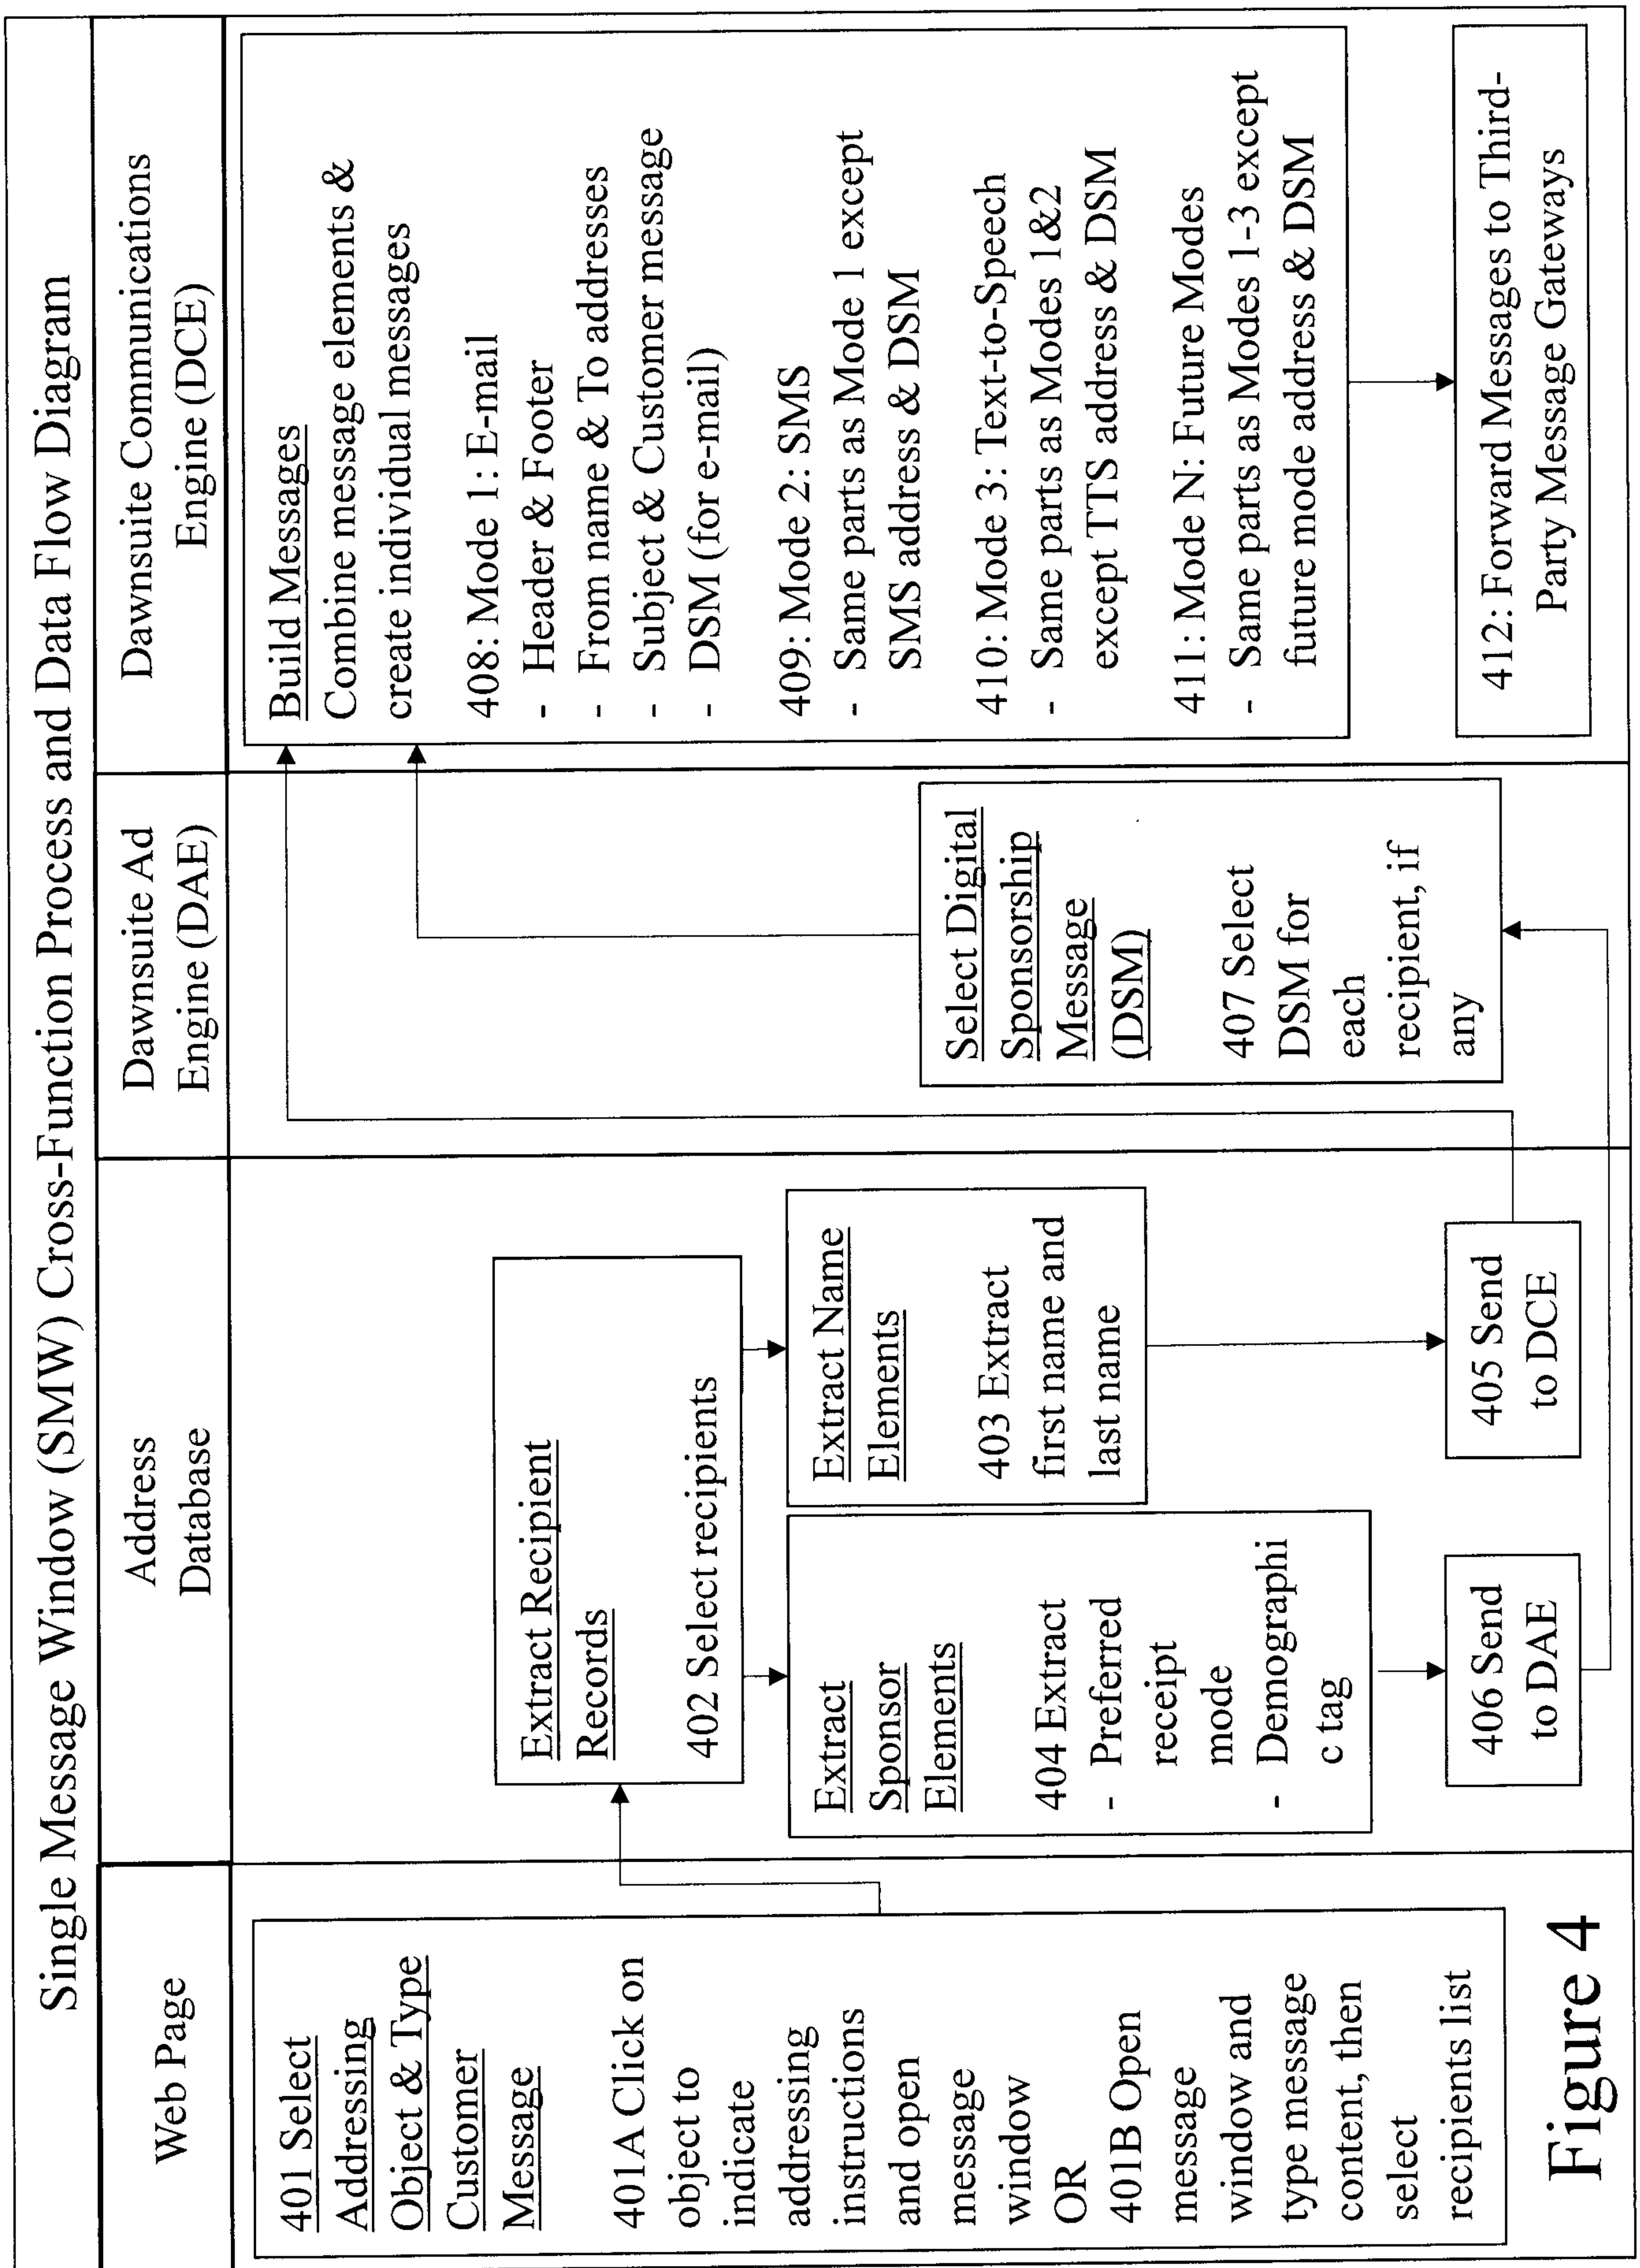 Single Message Window (SMW) Cross-Function Process and Data Flow Diagram
Web Page
Address
Database
Dawnsuite Ad
Engine (DAE)
Dawnsuite Communications
Engine (DCE)
401 Select
Addressing
Object & Type
Customer
Message
401A Click on
object to
indicate
addressing
instructions
and open
message
window
OR
401B Open
message
window and
type message
content, then
select
recipients list
Extract Recipient
Records
402 Select recipients
Extract
Sponsor
Elements
404 Extract
- Preferred
receipt
mode
- Demographi
c tag
Extract Name
Elements
403 Extract
first name and
last name
406 Send
to DAE
405 Send
to DCE
Select Digital
Sponsorship
Message
(DSM)
407 Select
DSM for
each
recipient, if
any
Build Messages
Combine message elements &
create individual messages
408: Mode 1: E-mail
- Header & Footer
- From name & To addresses
- Subject & Customer message
- DSM (for e-mail)
409: Mode 2: SMS
- Same parts as Mode 1 except
SMS address & DSM
410: Mode 3: Text-to-Speech
- Same parts as Modes 1&2
except TTS address & DSM
411: Mode N: Future Modes
- Same parts as Modes 1-3 except
future mode address & DSM
412: Forward Messages to Third-
Party Message Gateways
Figure 4